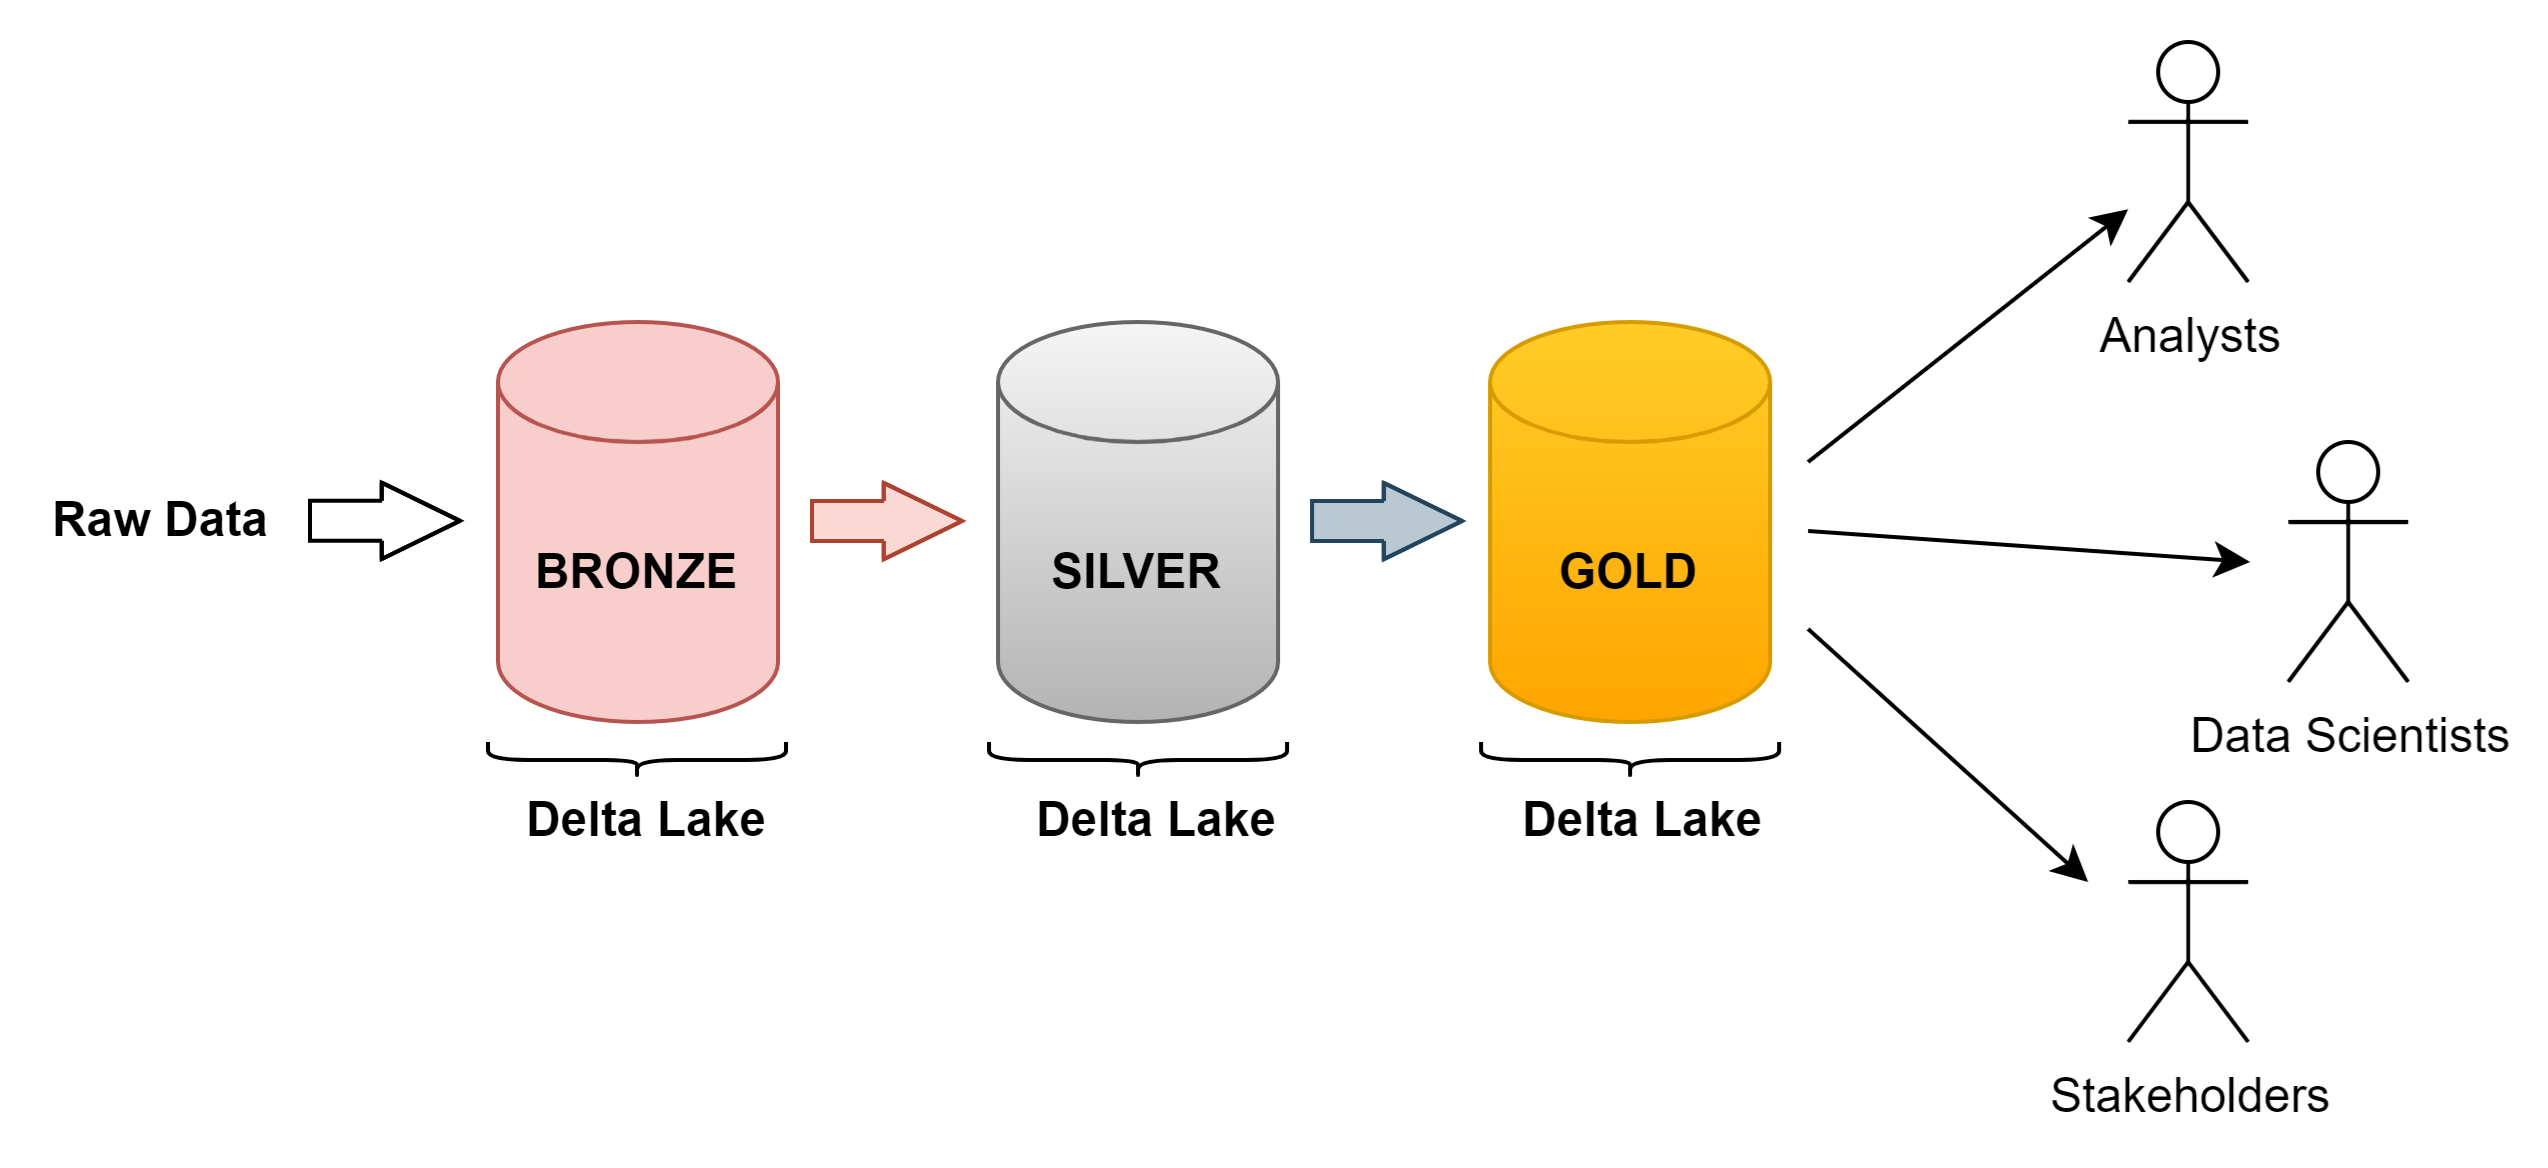 Raw Data
BRONZE
SILVER
GOLD
Delta Lake
Delta Lake
Delta Lake
Analysts
Data Scientists
Stakeholders